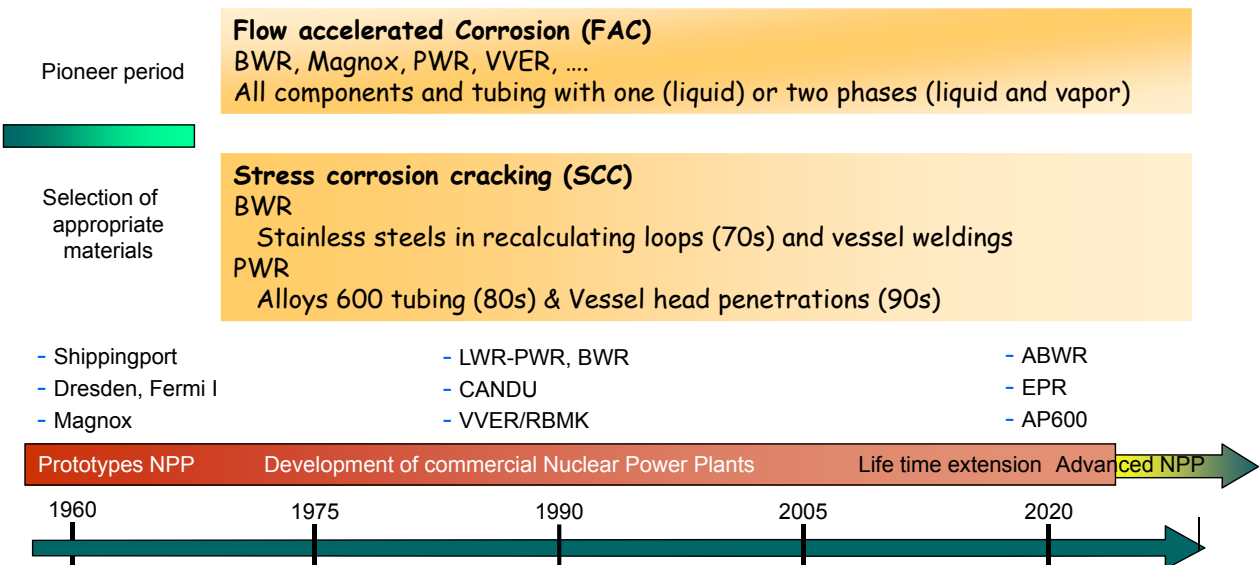 Pioneer period
Flow accelerated Corrosion (FAC)
BWR, Magnox, PWR, VVER, ....
All components and tubing with one (liquid) or two phases (liquid and vapor)
Selection of
appropriate
materials
Stress corrosion cracking (SCC)
BWR
Stainless steels in recalculating loops (70s) and vessel weldings
PWR
Alloys 600 tubing (80s) & Vessel head penetrations (90s)
- Shippingport
- Dresden, Fermi I
- Magnox
- LWR-PWR, BWR
- CANDU
- VVER/RBMK
- ABWR
- EPR
- AP600
Prototypes NPP
Development of commercial Nuclear Power Plants
Life time extension
Advanced NPP
1960
1975
1990
2005
2020